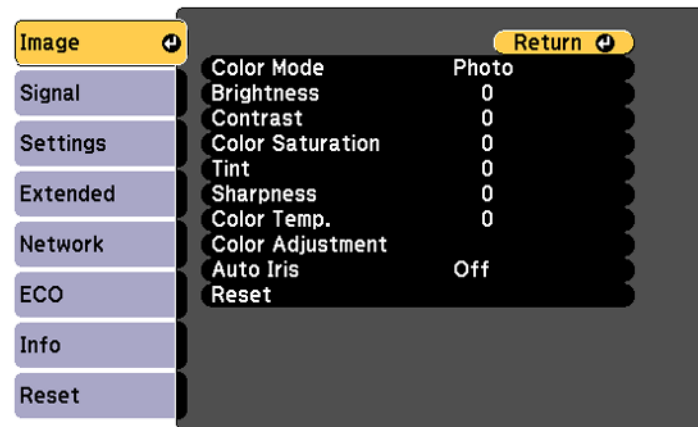 Image
Signal
Settings
Extended
Network
ECO
Info
Reset
Return
Color Mode Photo
Brightness 0
Contrast 0
Color Saturation 0
Tint 0
Sharpness 0
Color Temp. 0
Color Adjustment
Auto Iris Off
Reset